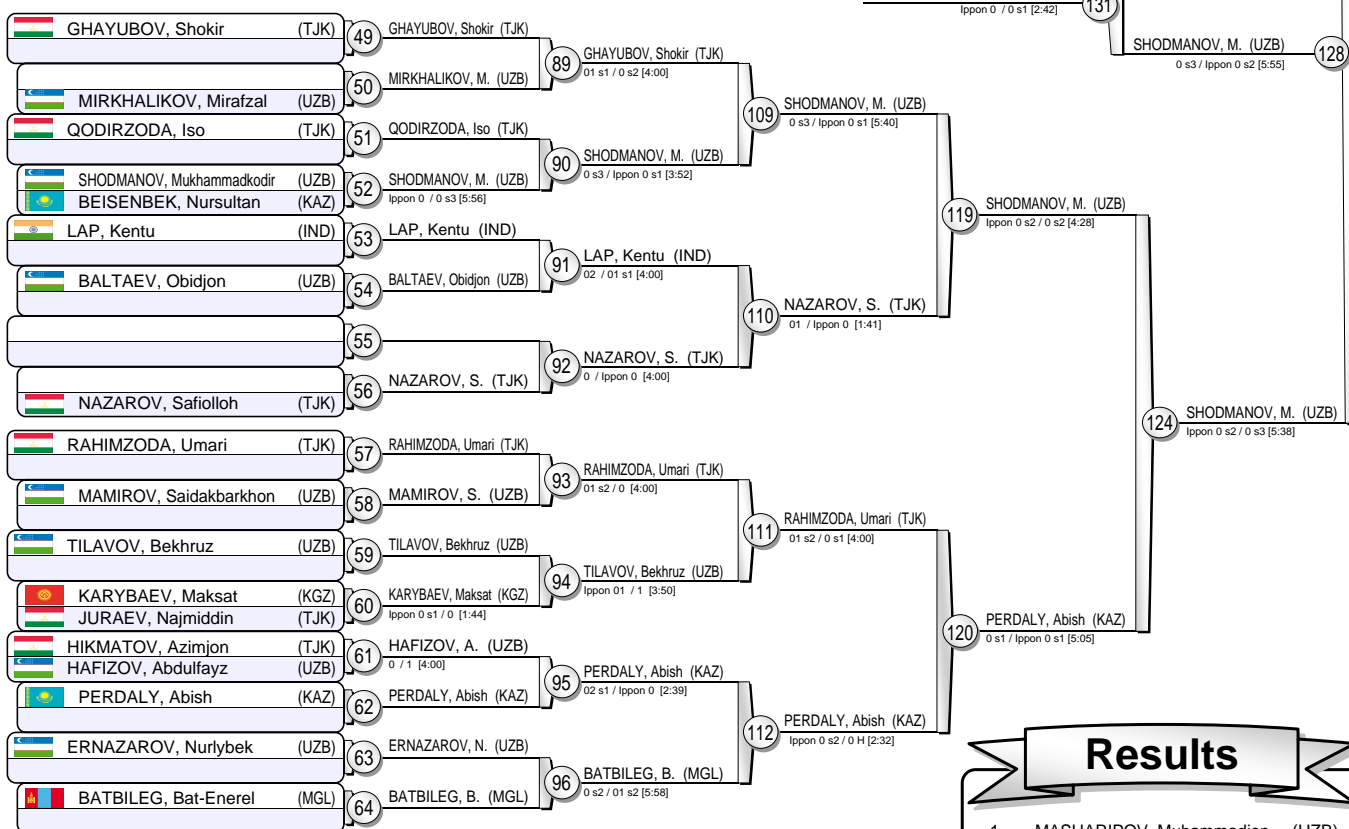 Ippon 0 / 0 s1 [2:42]
131
SHODMANOV, M. (UZB)
0 s3 / Ippon 0 s2 [5:55]
128
GHAYUBOV, Shokir (TJK)
49
GHAYUBOV, Shokir (TJK)
89
GHAYUBOV, Shokir (TJK)
01 s1 / 0 s2 [4:00]
MIRKHALIKOV, Mirafzal (UZB)
50
MIRKHALIKOV, M. (UZB)
109
SHODMANOV, M. (UZB)
0 s3 / Ippon 0 s1 [5:40]
QODIRZODA, Iso (TJK)
51
QODIRZODA, Iso (TJK)
90
SHODMANOV, M. (UZB)
0 s3 / Ippon 0 s1 [3:52]
SHODMANOV, Mukhammadkodir (UZB)
BEISENBEK, Nursultan (KAZ)
52
SHODMANOV, M. (UZB)
Ippon 0 / 0 s3 [5:56]
119
SHODMANOV, M. (UZB)
Ippon 0 s2 / 0 s2 [4:28]
LAP, Kentu (IND)
53
LAP, Kentu (IND)
91
LAP, Kentu (IND)
02 / 01 s1 [4:00]
BALTAEV, Obidjon (UZB)
54
BALTAEV, Obidjon (UZB)
110
NAZAROV, S. (TJK)
01 / Ippon 0 [1:41]
55
92
NAZAROV, S. (TJK)
0 / Ippon 0 [4:00]
NAZAROV, Safiolloh (TJK)
56
NAZAROV, S. (TJK)
124
SHODMANOV, M. (UZB)
Ippon 0 s2 / 0 s3 [5:38]
RAHIMZODA, Umari (TJK)
57
RAHIMZODA, Umari (TJK)
93
RAHIMZODA, Umari (TJK)
01 s2 / 0 [4:00]
MAMIROV, Saidakbarkhon (UZB)
58
MAMIROV, S. (UZB)
111
RAHIMZODA, Umari (TJK)
01 s2 / 0 s1 [4:00]
TILAVOV, Bekhruz (UZB)
59
TILAVOV, Bekhruz (UZB)
94
TILAVOV, Bekhruz (UZB)
Ippon 01 / 1 [3:50]
KARYBAEV, Maksat (KGZ)
JURAEV, Najmiddin (TJK)
60
KARYBAEV, Maksat (KGZ)
Ippon 0 s1 / 0 [1:44]
120
PERDALY, Abish (KAZ)
0 s1 / Ippon 0 s1 [5:05]
HIKMATOV, Azimjon (TJK)
HAFIZOV, Abdulfayz (UZB)
61
HAFIZOV, A. (UZB)
0 / 1 [4:00]
95
PERDALY, Abish (KAZ)
02 s1 / Ippon 0 [2:39]
PERDALY, Abish (KAZ)
62
PERDALY, Abish (KAZ)
112
PERDALY, Abish (KAZ)
Ippon 0 s2 / 0 H [2:32]
ERNAZAROV, Nurlybek (UZB)
63
ERNAZAROV, N. (UZB)
96
BATBILEG, B. (MGL)
0 s2 / 01 s2 [5:58]
BATBILEG, Bat-Enerel (MGL)
64
BATBILEG, B. (MGL)
Results
1. MASHARIPOV, Muhammadjon (UZB)